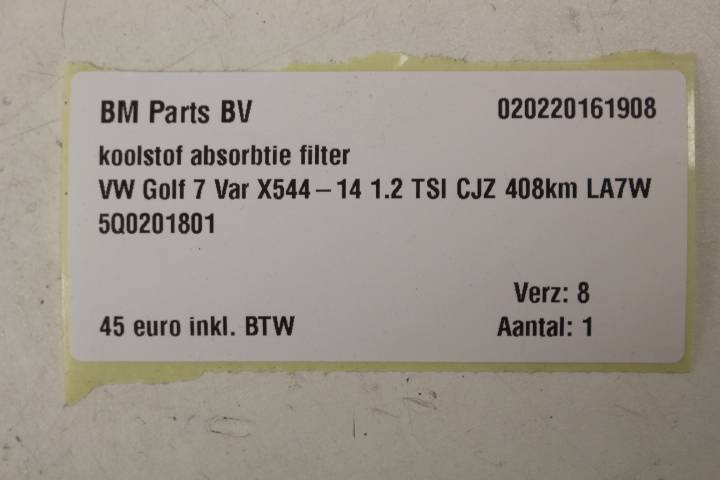 BM Parts BV 020220161908
koolstof absorbtie filter
VW Golf 7 Var X544 – 14 1.2 TSI CJZ 408km LA7W
5Q0201801
Verz: 8
45 euro inkl. BTW Aantal: 1